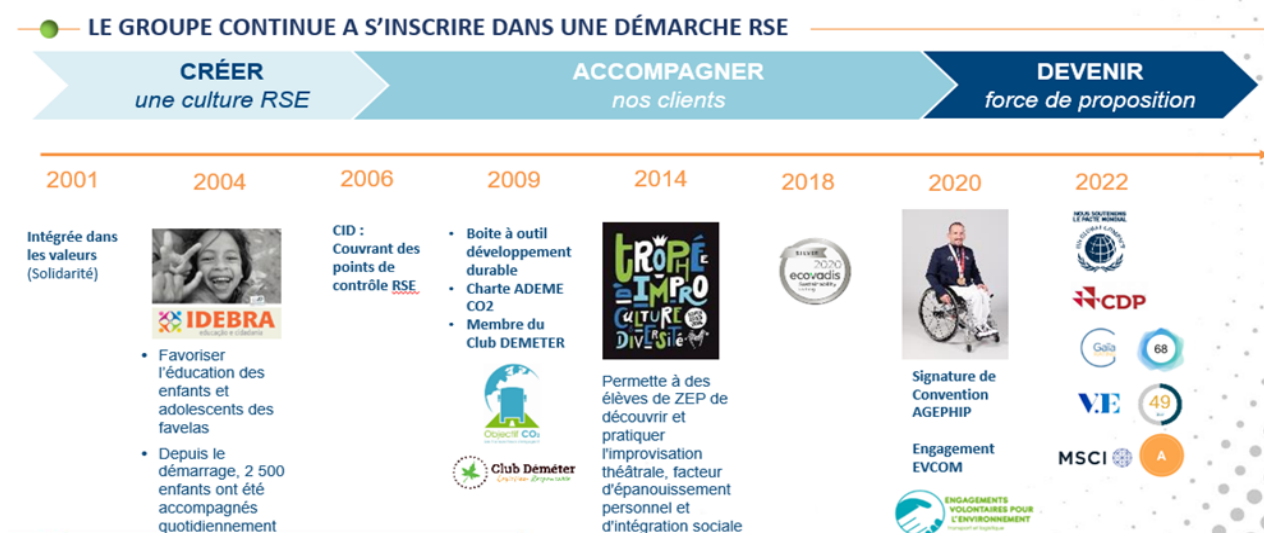 LE GROUPE CONTINUE A S’INSCRIRE DANS UNE DÉMARCHE RSE
CRÉER
une culture RSE
ACCOMPAGNER
nos clients
DEVENIR
force de proposition
2001
2004
2006
2009
2014
2018
2020
2022
Intégrée dans
les valeurs
(Solidarité)
IDEBRA
educação e cidadania
• Favoriser
l’éducation des
enfants et
adolescents des
favelas
• Depuis le
démarrage, 2 500
enfants ont été
accompagnés
quotidiennement
CID :
Couvrant des
points de
contrôle RSE
• Boite à outil
développement
durable
• Charte ADEME
CO2
• Membre du
Club DEMETER
Objectif CO₂
Club Déméter
TROPHÉE
D'IMPRO
CULTURE
DIVERSITÉ
Permette à des
élèves de ZEP de
découvrir et
pratiquer
l'improvisation
théâtrale, facteur
d'épanouissement
personnel et
d'intégration sociale
SILVER
2020
ecovadis
Sustainability
Rating
Signature de
Convention
AGEPHIP
Engagement
EVCOM
ENGAGEMENTS
VOLONTAIRES POUR
L'ENVIRONNEMENT
transport et logistique
NOUS SOUTENONS
LE PACTE MONDIAL
CDP
Gaïa
68
V.E
49
MSCI
A